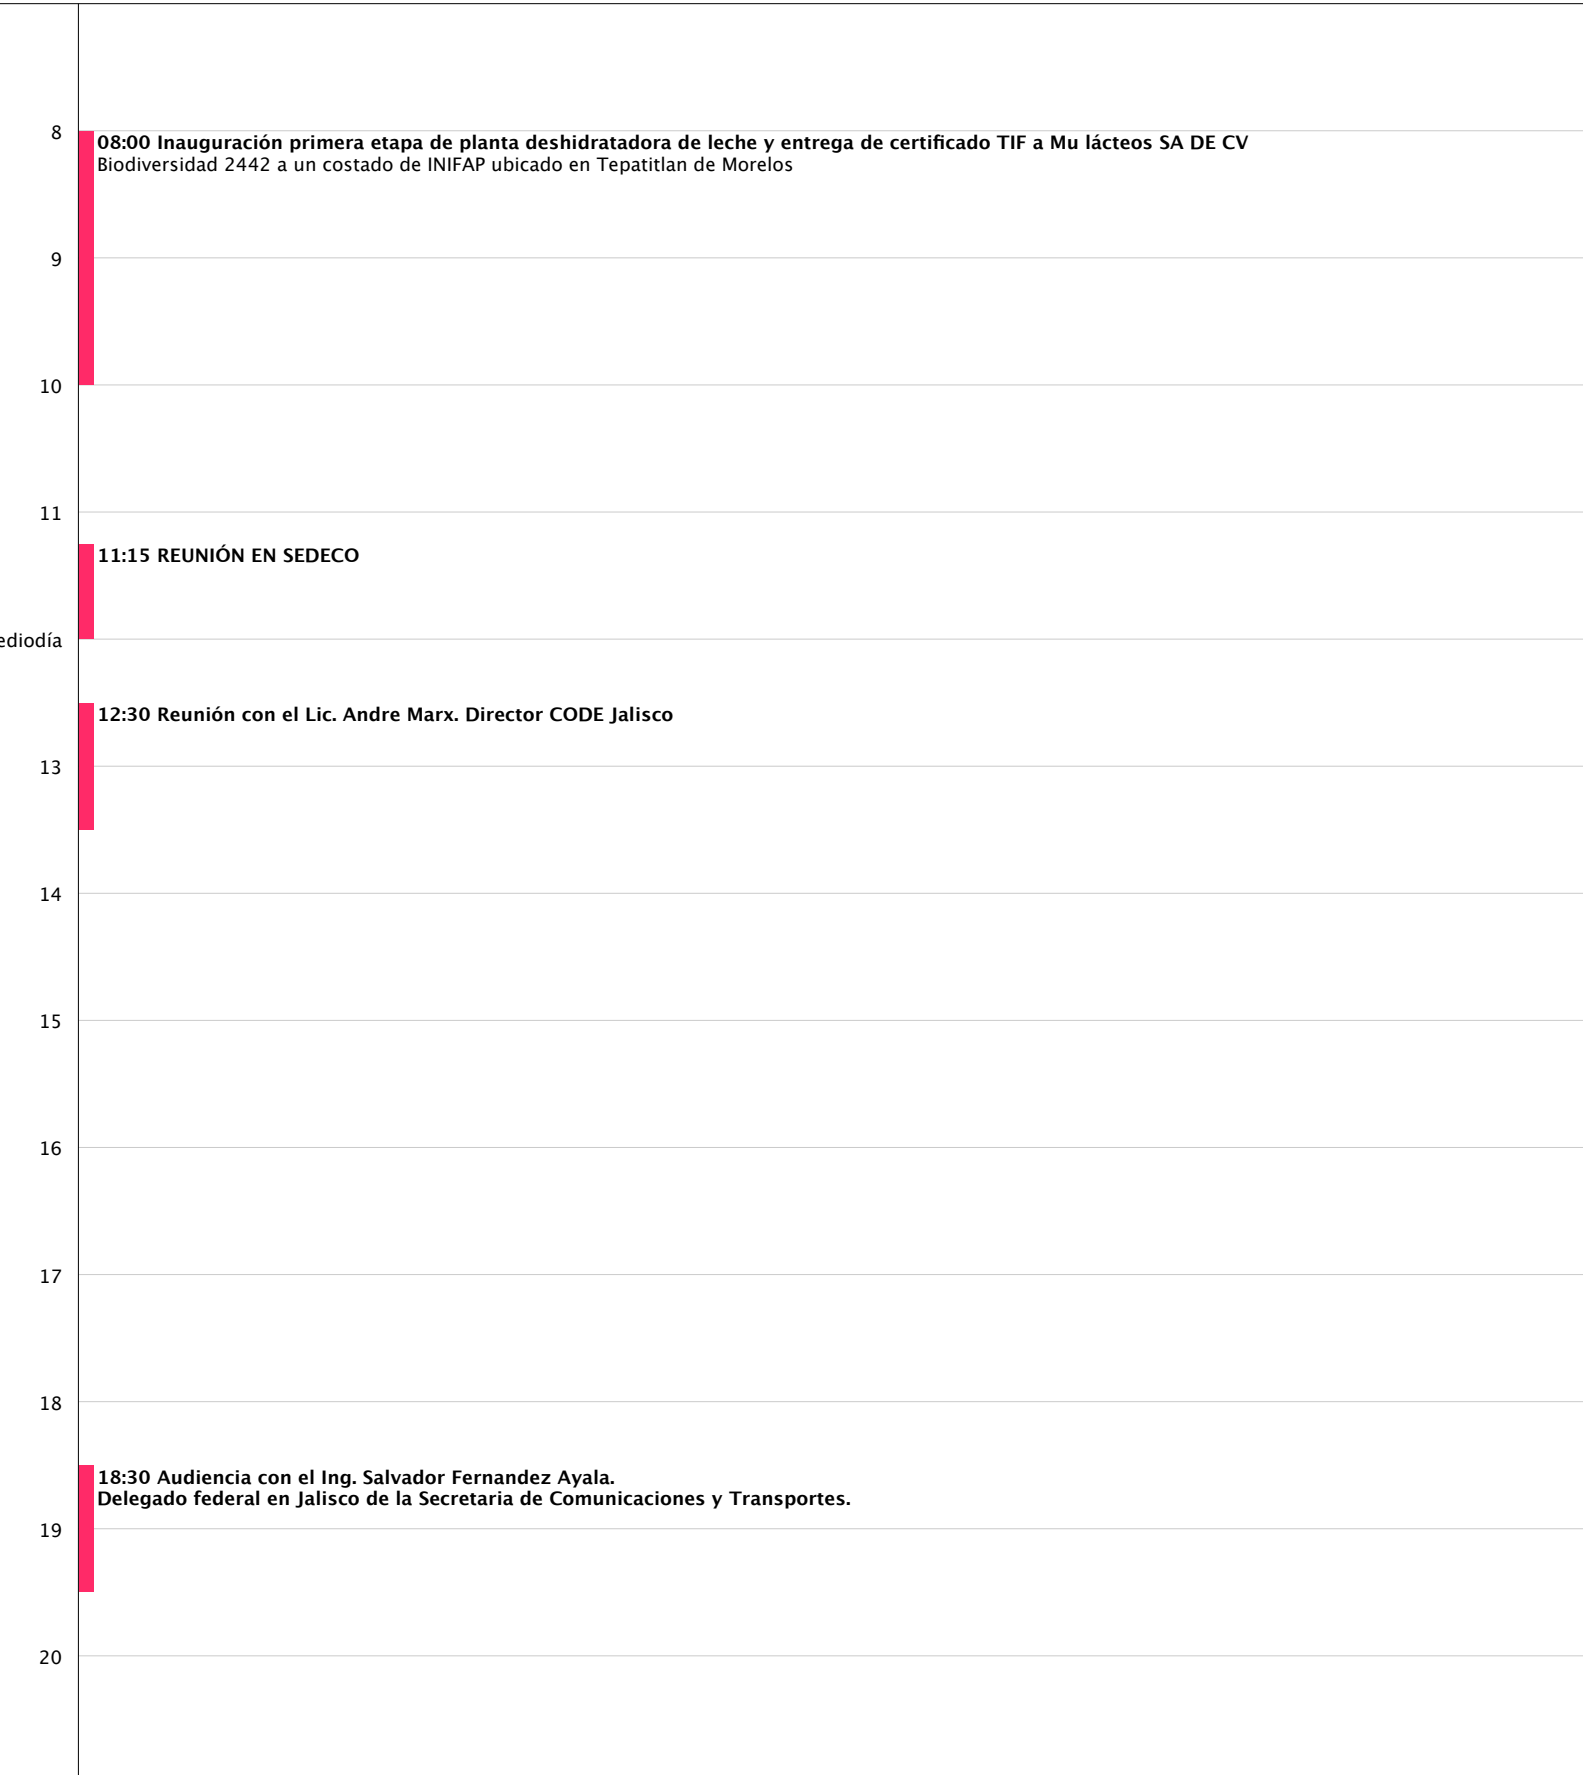 8
08:00 Inauguración primera etapa de planta deshidratadora de leche y entrega de certificado TIF a Mu lácteos SA DE CV
Biodiversidad 2442 a un costado de INIFAP ubicado en Tepatitlan de Morelos
9
10
11
11:15 REUNIÓN EN SEDECO
ediodía
12:30 Reunión con el Lic. Andre Marx. Director CODE Jalisco
13
14
15
16
17
18
18:30 Audiencia con el Ing. Salvador Fernandez Ayala.
Delegado federal en Jalisco de la Secretaria de Comunicaciones y Transportes.
19
20